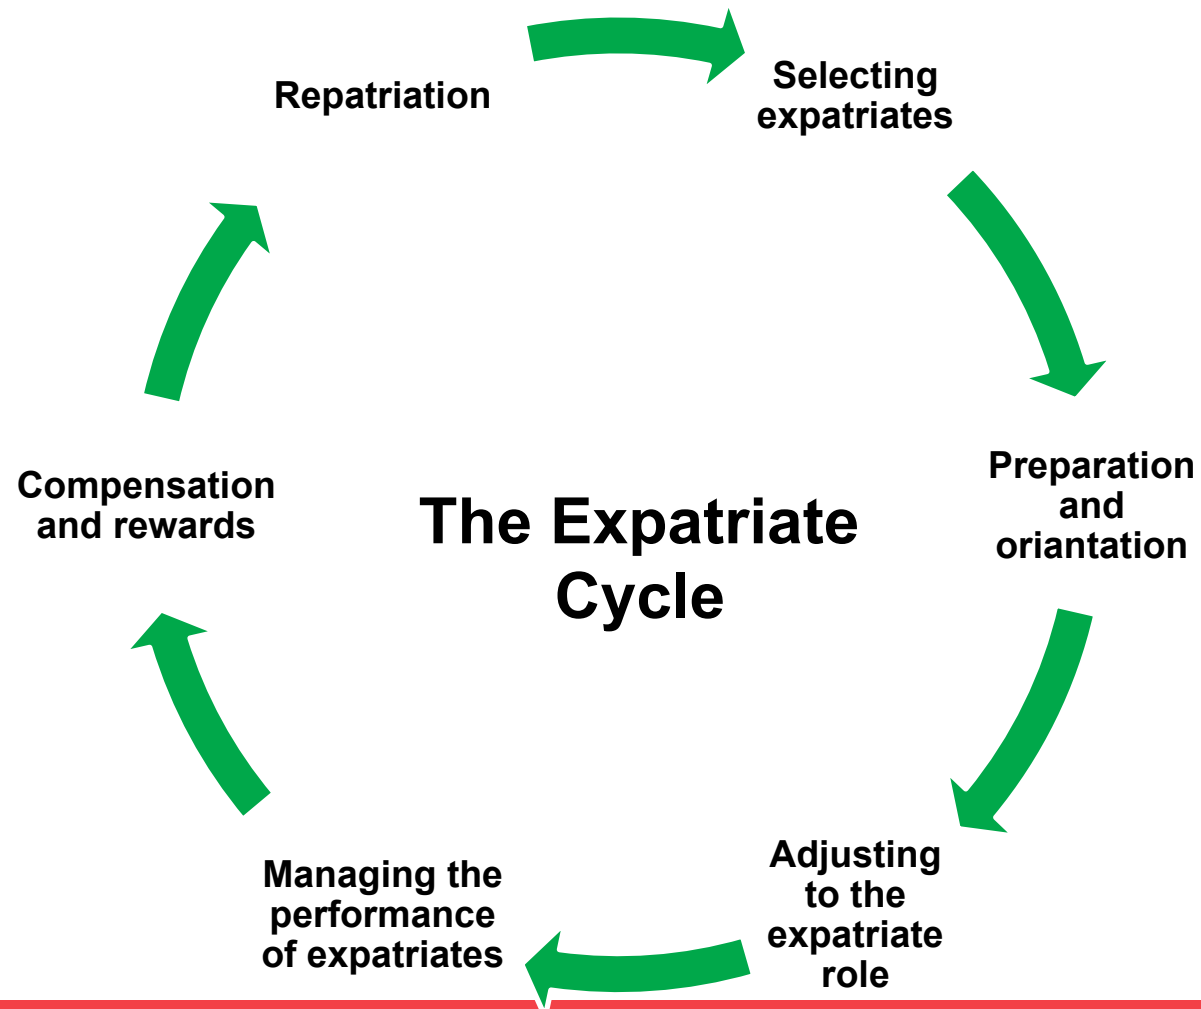 Repatriation
Selecting
expatriates
Preparation
and
oriantation
Adjusting
to the
expatriate
role
Managing the
performance
of expatriates
Compensation
and rewards
The Expatriate
Cycle